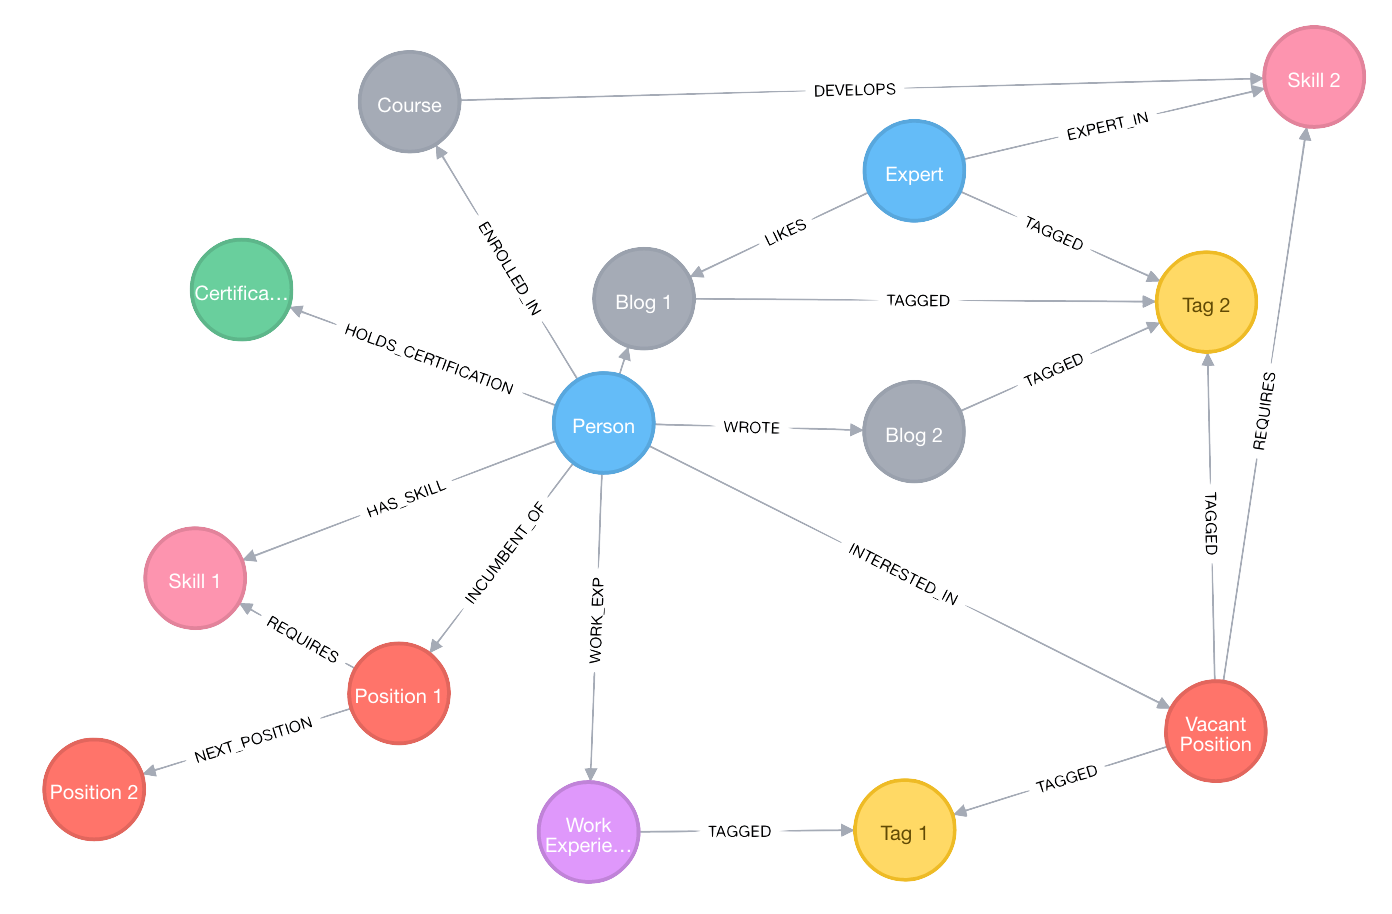 Skill 2
DEVELOPS
Course
EXPERT_IN
Expert
ENROLLED_IN
LIKES
TAGGED
Certifica...
Blog 1
TAGGED
Tag 2
HOLDS_CERTIFICATION
TAGGED
REQUIRES
Person
WROTE
Blog 2
HAS_SKILL
INCUMBENT_OF
TAGGED
INTERESTED_IN
Skill 1
WORK_EXP
REQUIRES
Position 1
Vacant
Position
NEXT_POSITION
Position 2
TAGGED
Work
Experie...
TAGGED
Tag 1